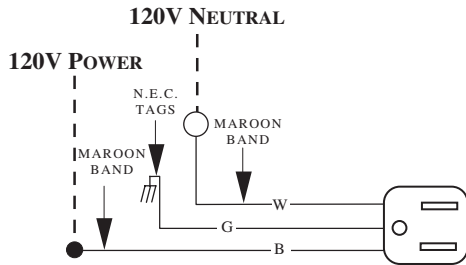 120V NEUTRAL
120V POWER
N.E.C.
TAGS
MAROON
BAND
MAROON
BAND
W
G
B